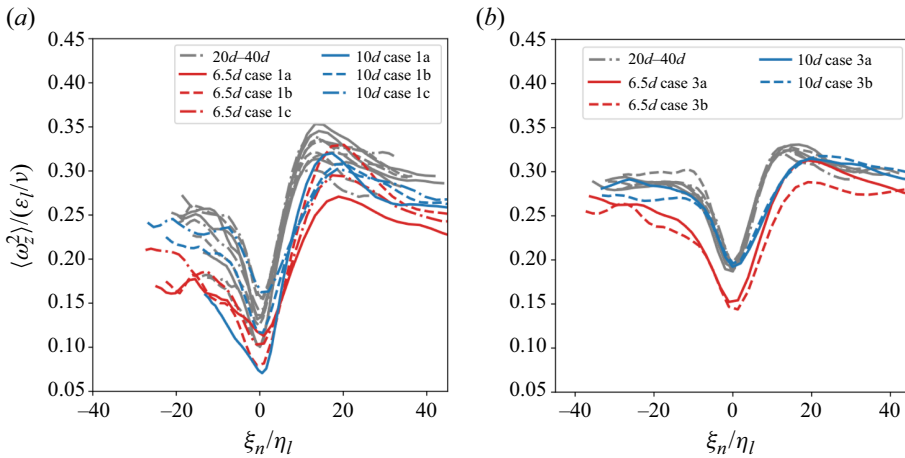 (a)
(b)
0.45
0.40
0.35
0.30
0.25
0.20
0.15
0.10
0.05
⟨ω_z^2⟩/(ε_l/ν)
20d–40d
6.5d case 1a
6.5d case 1b
6.5d case 1c
10d case 1a
10d case 1b
10d case 1c
−40 −20 0 20 40
ξ_n/η_l
0.45
0.40
0.35
0.30
0.25
0.20
0.15
0.10
0.05
20d–40d
6.5d case 3a
6.5d case 3b
10d case 3a
10d case 3b
−40 −20 0 20 40
ξ_n/η_l